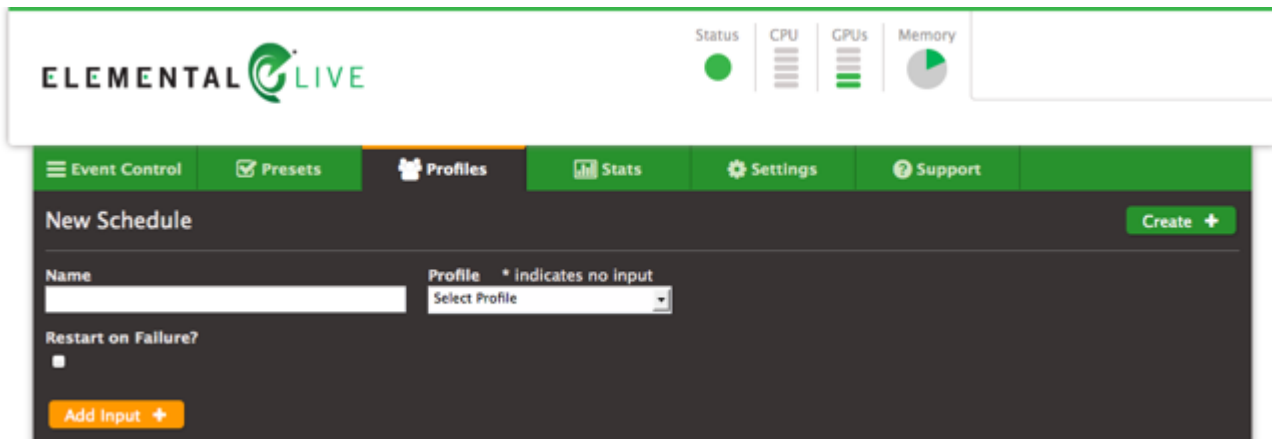 Status CPU GPUs Memory
ELEMENTAL LIVE
Event Control Presets Profiles Stats Settings Support
New Schedule Create +
Name Profile * indicates no input
Select Profile
Restart on Failure?
Add Input +